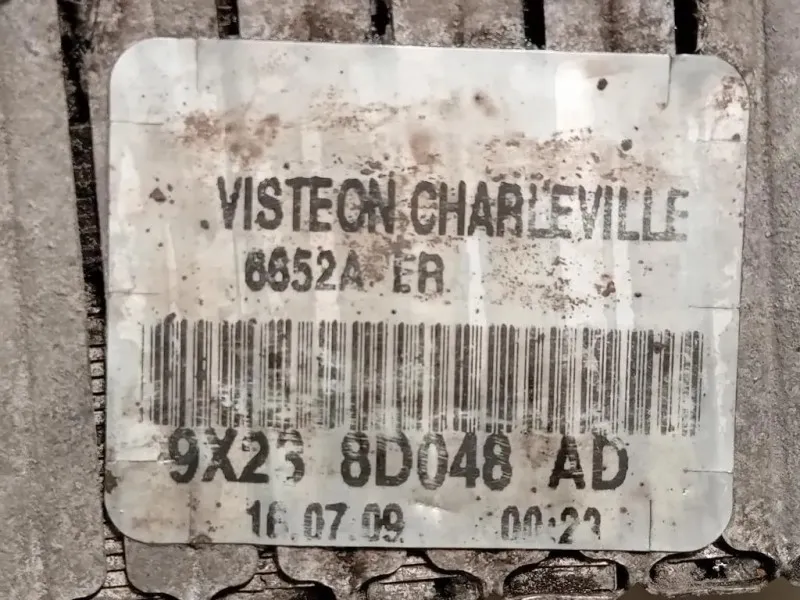 VISTEON CHARLEVILLE
6652A ER
9X23 8D048 AD
16.07.09 00:23